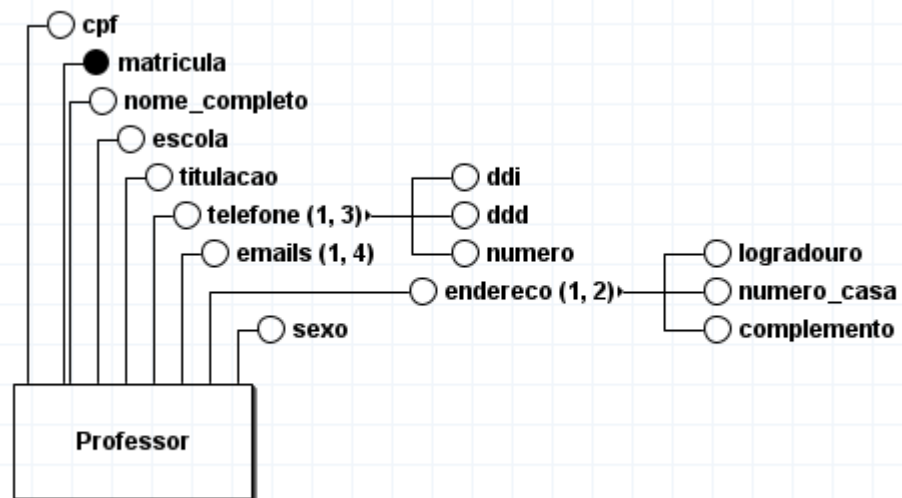 cpf
matricula
nome_completo
escola
titulacao
ddi
telefone (1, 3)
ddd
emails (1, 4)
numero
logradouro
endereco (1, 2)
numero_casa
sexo
complemento
Professor